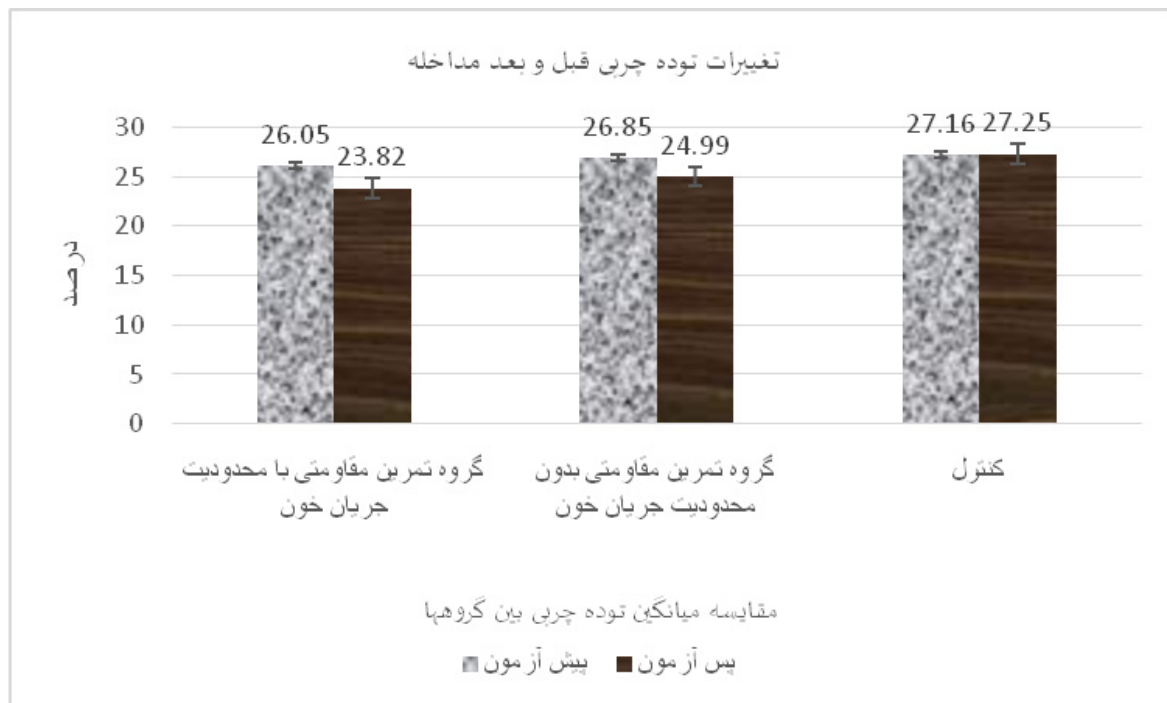 تغییرات توده چربی قبل و بعد مداخله
26.05
23.82
26.85
24.99
27.16
27.25
30
25
20
15
10
5
0
درصد
گروه تمرین مقاومتی با محدودیت
جریان خون
گروه تمرین مقاومتی بدون
محدودیت جریان خون
کنترل
مقایسه میانگین توده چربی بین گروهها
پیش آزمون
پس آزمون